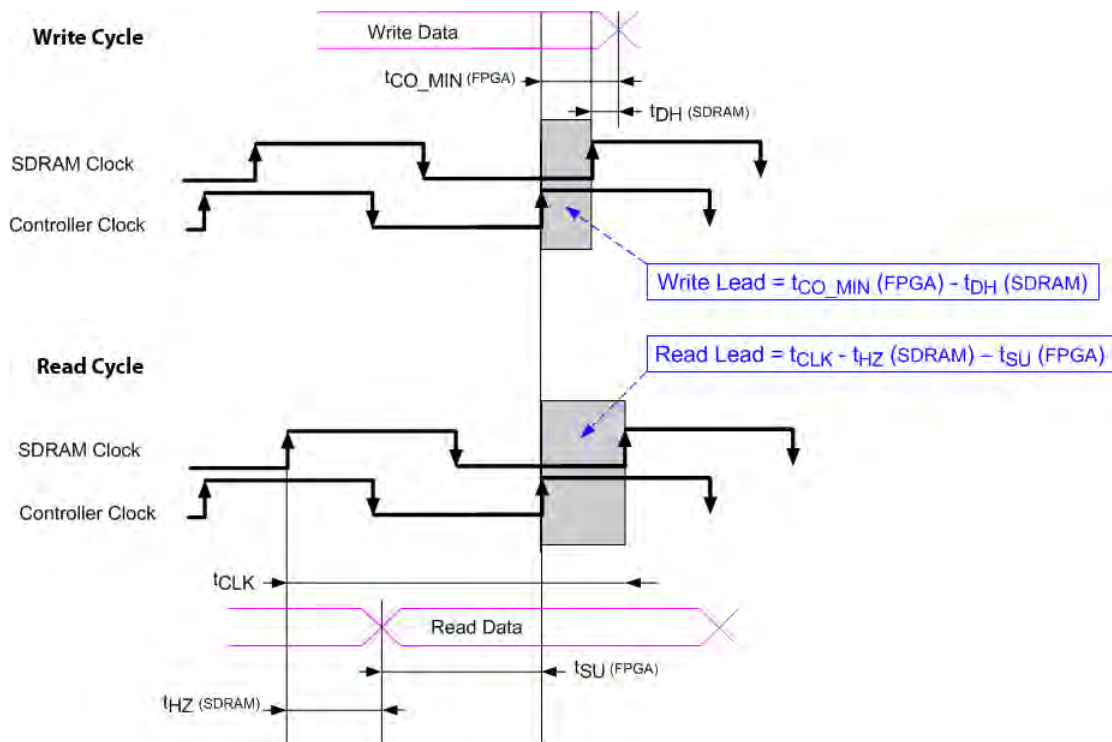 Write Cycle
Write Data
tCO_MIN (FPGA)
tDH (SDRAM)
SDRAM Clock
Controller Clock
Write Lead = tCO_MIN (FPGA) - tDH (SDRAM)
Read Lead = tCLK - tHZ (SDRAM) – tSU (FPGA)
Read Cycle
SDRAM Clock
Controller Clock
tCLK
Read Data
tSU (FPGA)
tHZ (SDRAM)